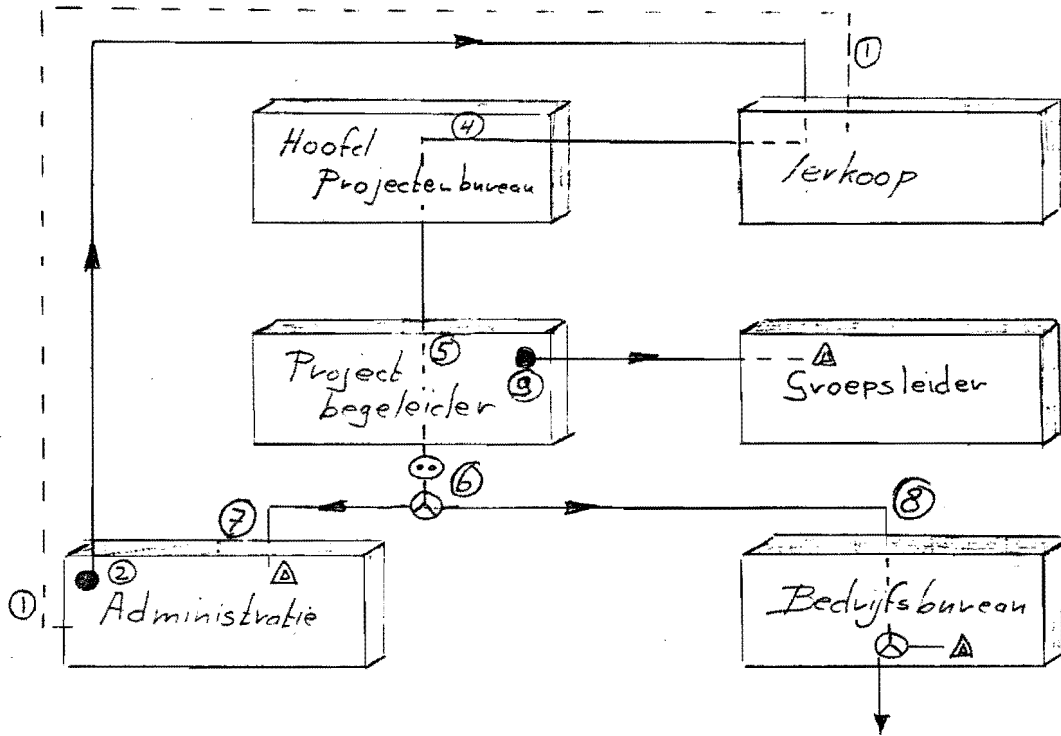 ①
④
Hoofd
Projectenbureau
Verkoop
⑤
Project
begeleider
⑨
Groepsleider
⑥
⑦
⑧
①
②
Administratie
Bedrijfsbureau